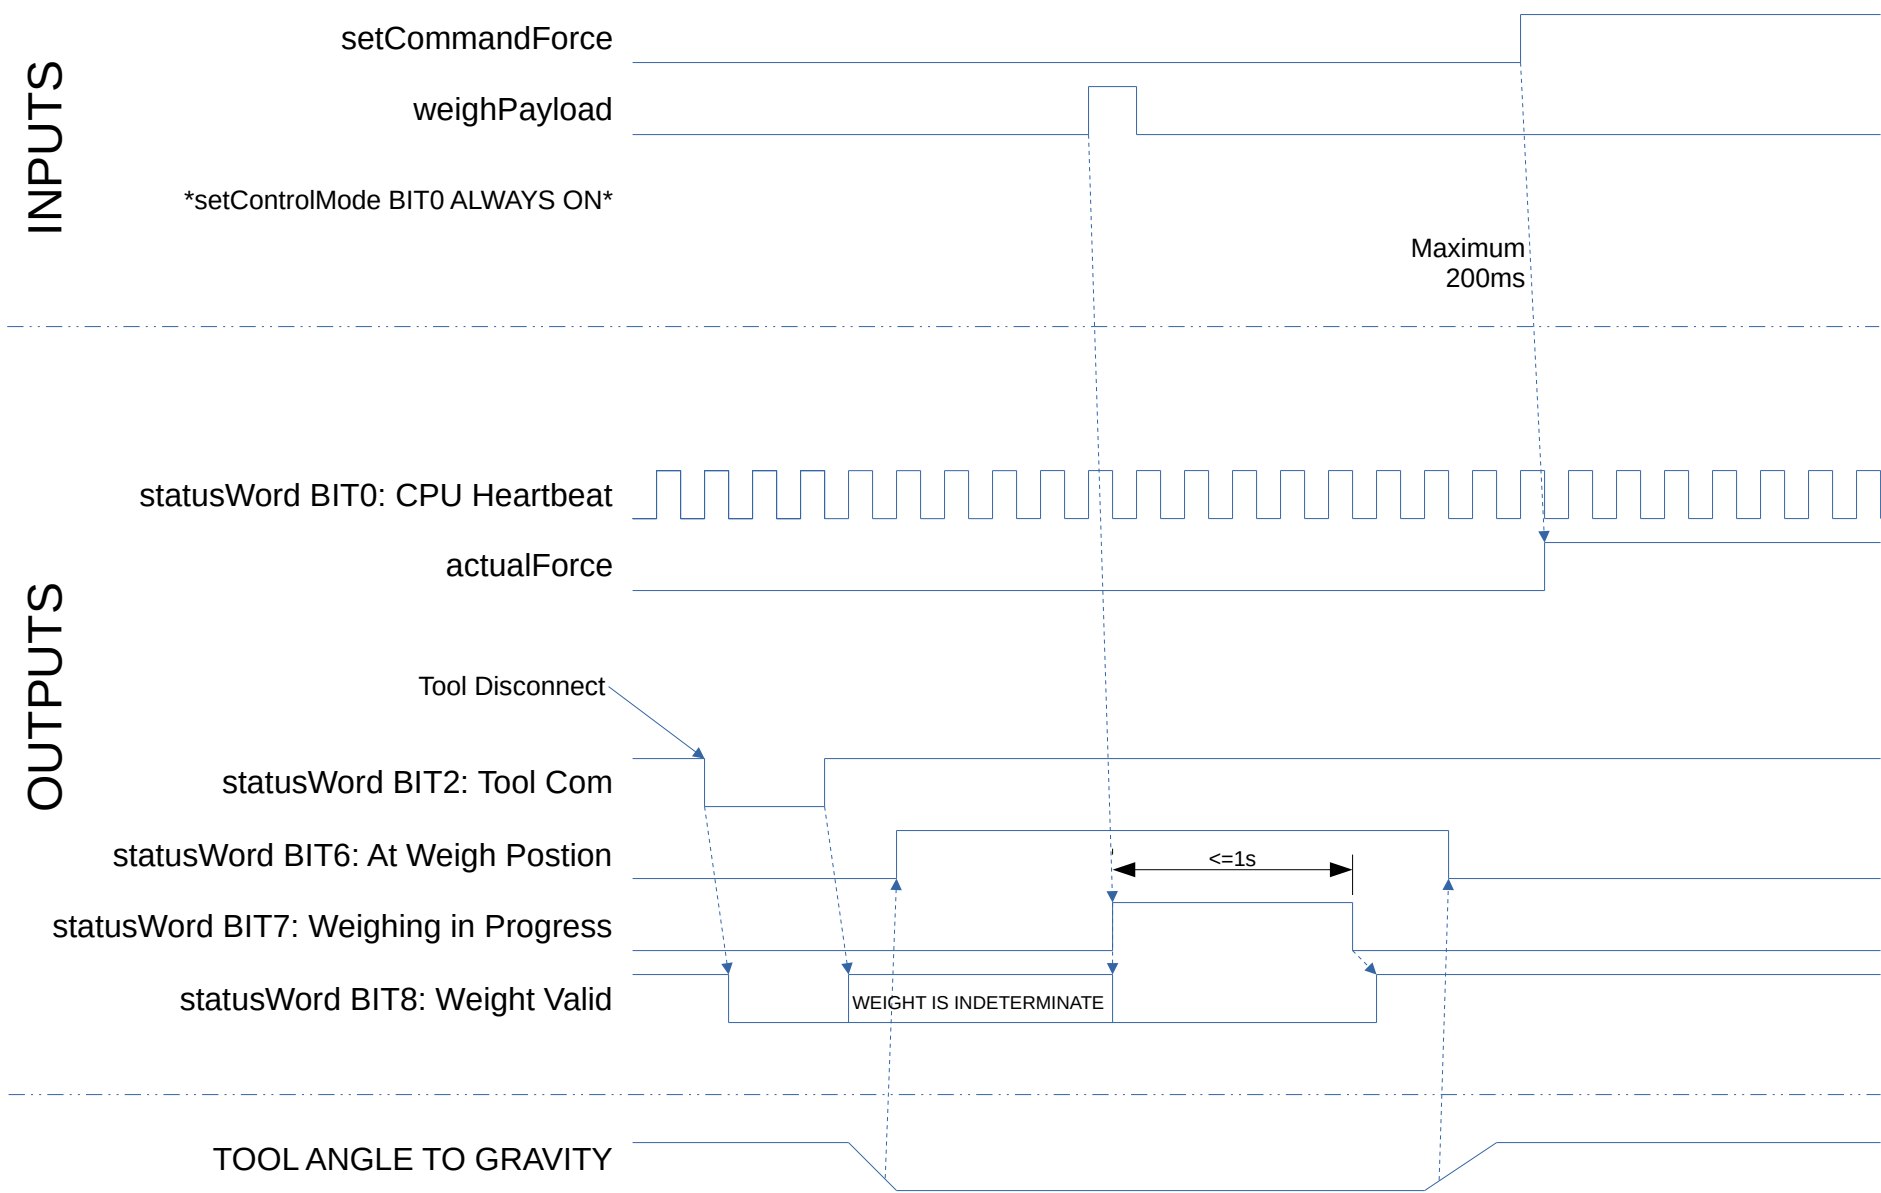 INPUTS
setCommandForce
weighPayload
*setControlMode BIT0 ALWAYS ON*
Maximum
200ms
OUTPUTS
statusWord BIT0: CPU Heartbeat
actualForce
Tool Disconnect
statusWord BIT2: Tool Com
statusWord BIT6: At Weigh Postion
<=1s
statusWord BIT7: Weighing in Progress
statusWord BIT8: Weight Valid
WEIGHT IS INDETERMINATE
TOOL ANGLE TO GRAVITY